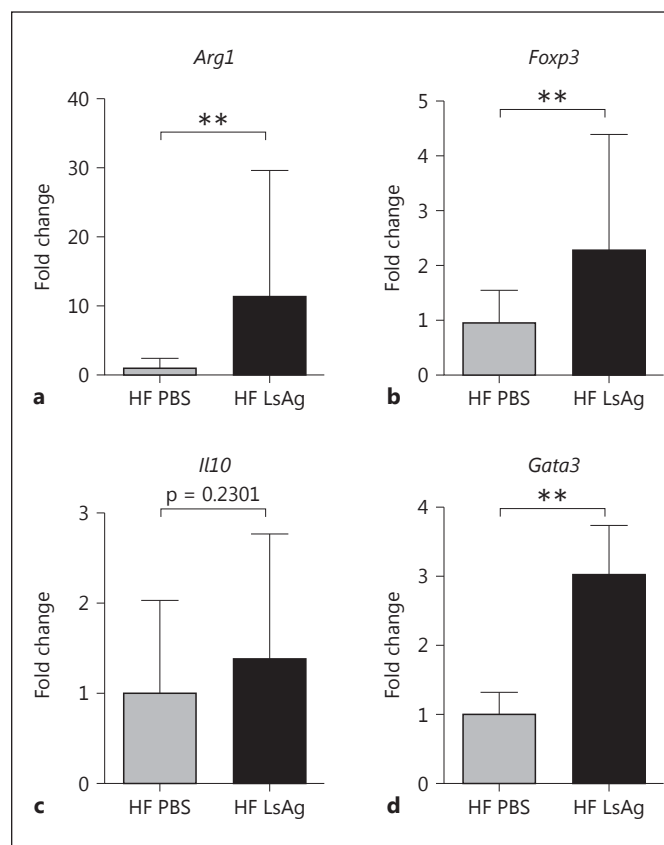 Arg1
**
Fold change
40
30
20
10
0
HF PBS HF LsAg
a
Foxp3
**
Fold change
5
4
3
2
1
0
HF PBS HF LsAg
b
Il10
p = 0.2301
Fold change
3
2
1
0
HF PBS HF LsAg
c
Gata3
**
Fold change
4
3
2
1
0
HF PBS HF LsAg
d